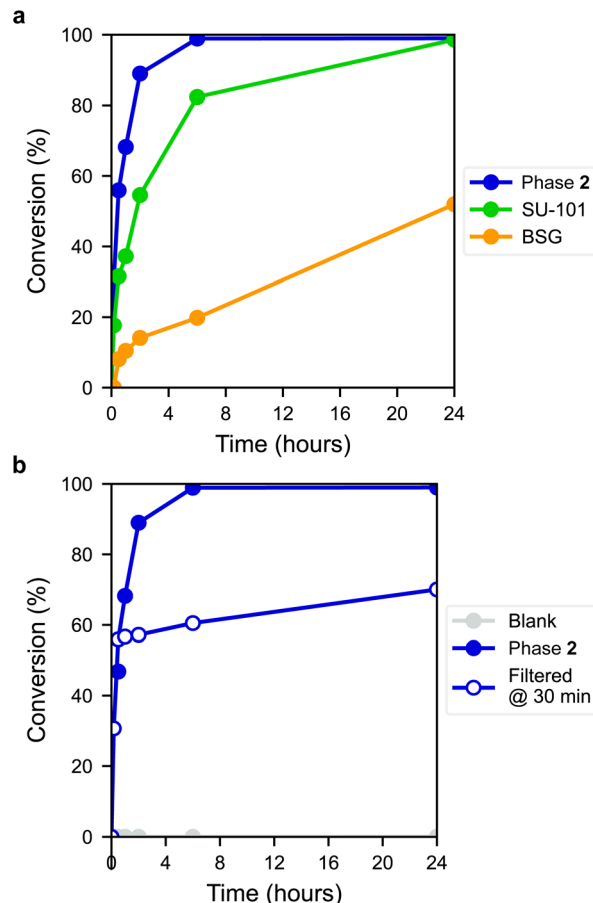 a
100
80
60
40
20
0
Conversion (%)
0 4 8 12 16 20 24
Time (hours)
Phase 2
SU-101
BSG
b
100
80
60
40
20
0
Conversion (%)
0 4 8 12 16 20 24
Time (hours)
Blank
Phase 2
Filtered
@ 30 min